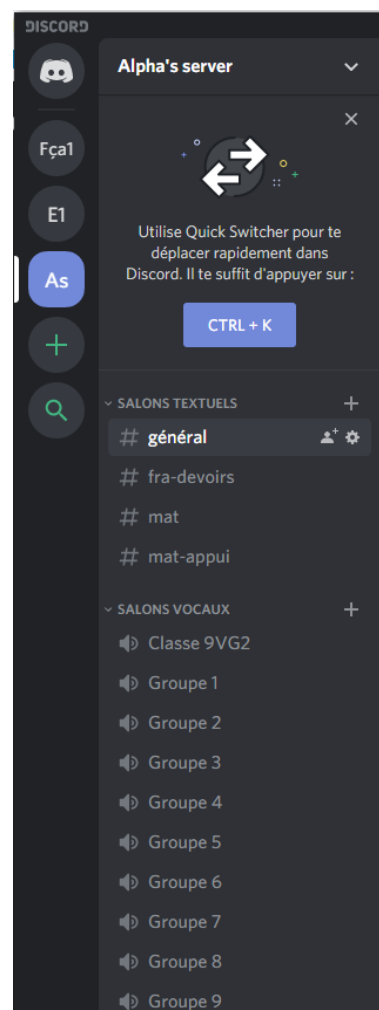 DISCORD
Alpha's server
Fça1
E1
As
Utilise Quick Switcher pour te
déplacer rapidement dans
Discord. Il te suffit d'appuyer sur :
CTRL + K
SALONS TEXTUELS
# général
# fra-devoirs
# mat
# mat-appui
SALONS VOCAUX
Classe 9VG2
Groupe 1
Groupe 2
Groupe 3
Groupe 4
Groupe 5
Groupe 6
Groupe 7
Groupe 8
Groupe 9